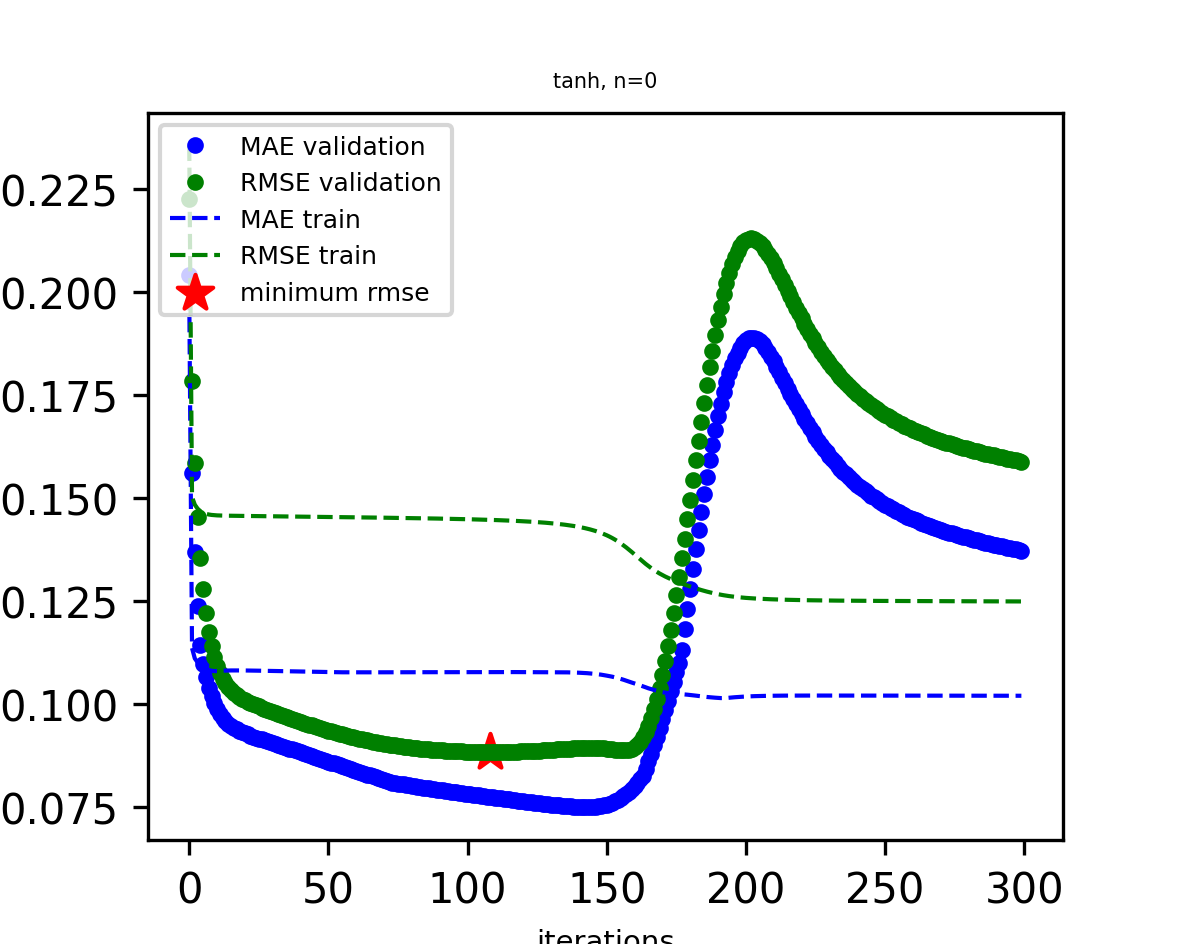 tanh, n=0
MAE validation
RMSE validation
MAE train
RMSE train
minimum rmse
0.225
0.200
0.175
0.150
0.125
0.100
0.075
0 50 100 150 200 250 300
iterations